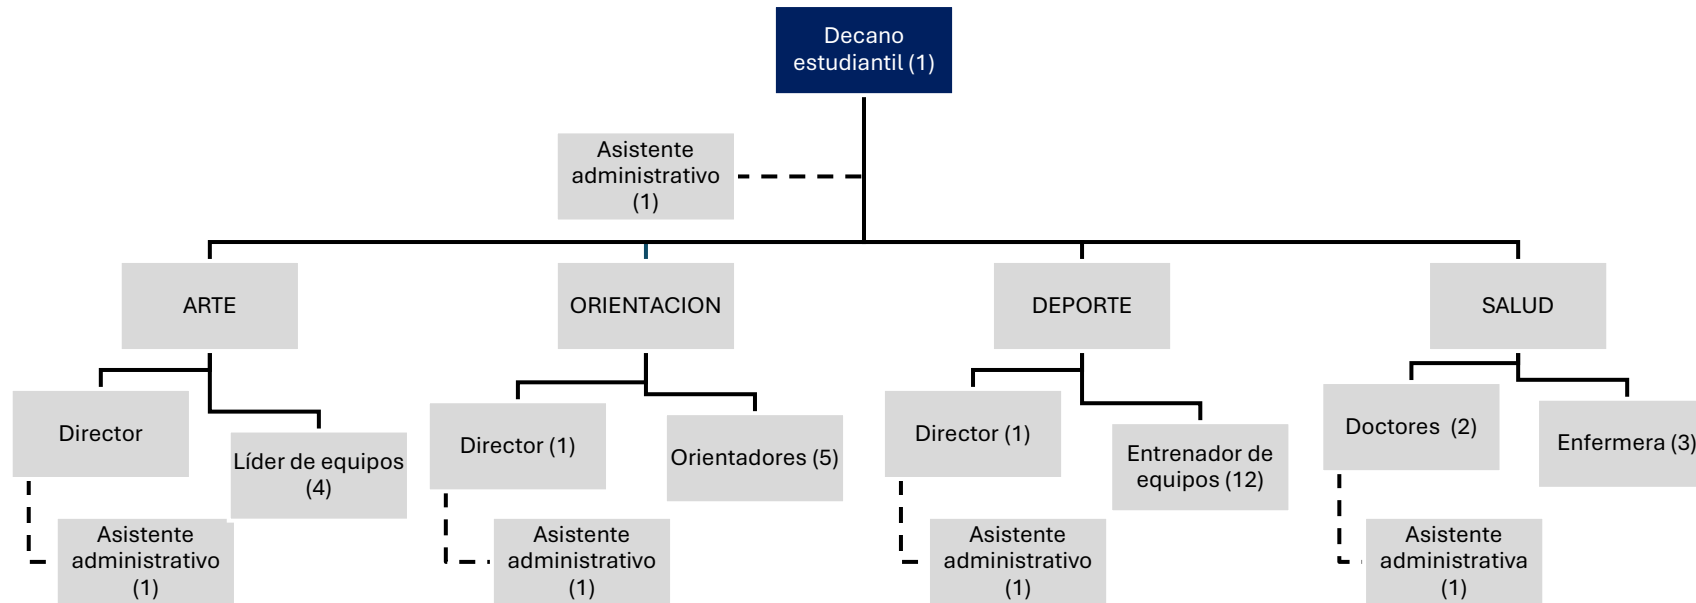 Decano
estudiantil (1)
Asistente
administrativo
(1)
ARTE
ORIENTACION
DEPORTE
SALUD
Director
Líder de equipos
(4)
Asistente
administrativo
(1)
Director (1)
Orientadores (5)
Asistente
administrativo
(1)
Director (1)
Entrenador de
equipos (12)
Asistente
administrativo
(1)
Doctores (2)
Enfermera (3)
Asistente
administrativa
(1)